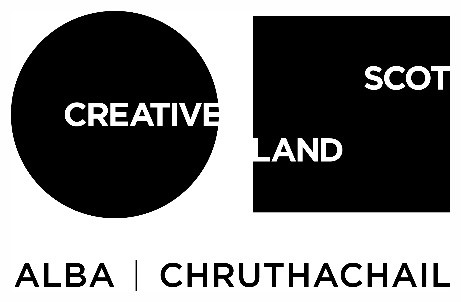 CREATIVE
SCOT
LAND
ALBA | CHRUTHACHAIL